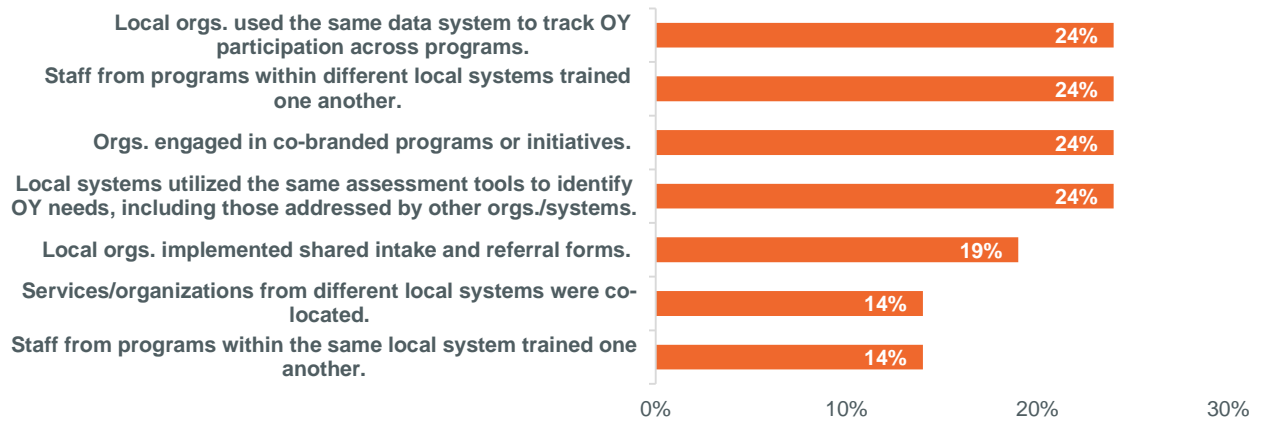 Local orgs. used the same data system to track OY
participation across programs.
24%
Staff from programs within different local systems trained
one another.
24%
Orgs. engaged in co-branded programs or initiatives.
24%
Local systems utilized the same assessment tools to identify
OY needs, including those addressed by other orgs./systems.
24%
Local orgs. implemented shared intake and referral forms.
19%
Services/organizations from different local systems were co-
located.
14%
Staff from programs within the same local system trained one
another.
14%
0% 10% 20% 30%